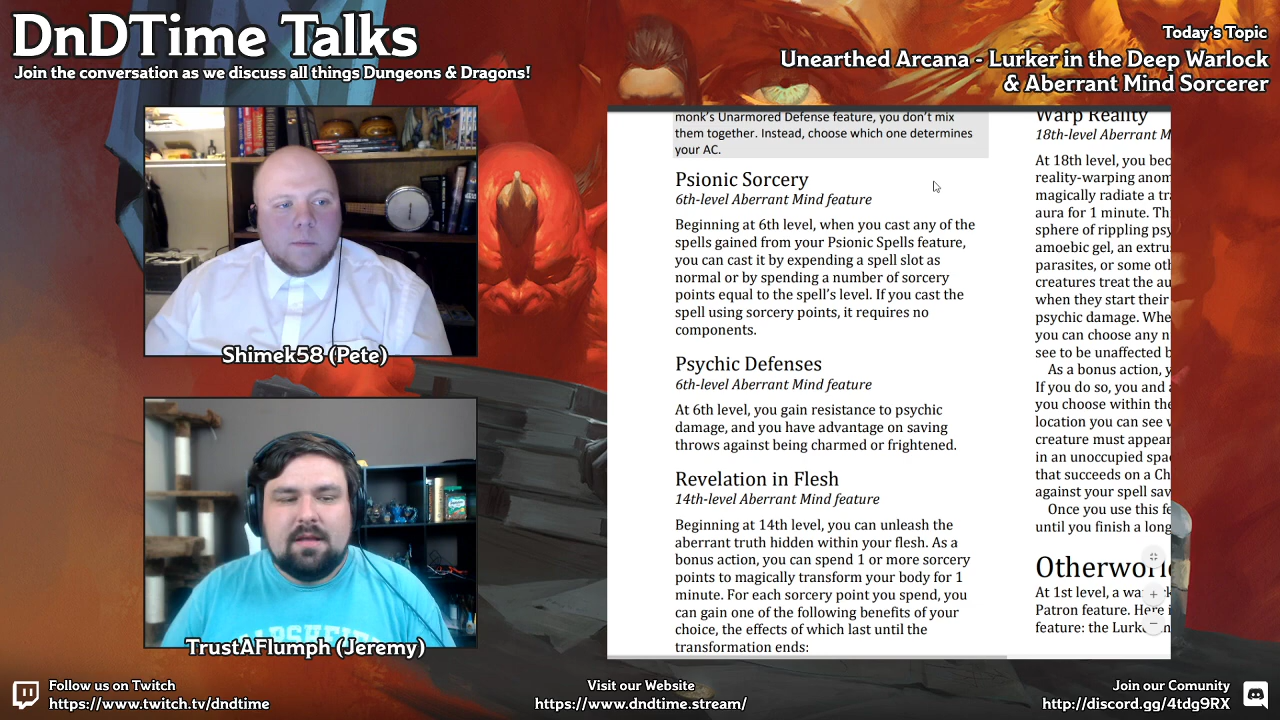 DnDTime Talks
Join the conversation as we discuss all things Dungeons & Dragons!
Today's Topic
Unearthed Arcana - Lurker in the Deep Warlock
& Aberrant Mind Sorcerer
Shimek58 (Pete)
TrustAFlumph (Jeremy)
monk's Unarmored Defense feature, you don't mix
them together. Instead, choose which one determines
your AC.
Psionic Sorcery
6th-level Aberrant Mind feature
Beginning at 6th level, when you cast any of the
spells gained from your Psionic Spells feature,
you can cast it by expending a spell slot as
normal or by spending a number of sorcery
points equal to the spell's level. If you cast the
spell using sorcery points, it requires no
components.
Psychic Defenses
6th-level Aberrant Mind feature
At 6th level, you gain resistance to psychic
damage, and you have advantage on saving
throws against being charmed or frightened.
Revelation in Flesh
14th-level Aberrant Mind feature
Beginning at 14th level, you can unleash the
aberrant truth hidden within your flesh. As a
bonus action, you can spend 1 or more sorcery
points to magically transform your body for 1
minute. For each sorcery point you spend, you
can gain one of the following benefits of your
choice, the effects of which last until the
transformation ends:
Warp Reality
18th-level Aberrant M
At 18th level, you bec
reality-warping anom
magically radiate a tr
aura for 1 minute. Th
sphere of rippling psy
amoebic gel, an extru
parasites, or some oth
creatures treat the au
when they start their
psychic damage. Whe
you can choose any n
see to be unaffected b
As a bonus action, y
If you do so, you and a
you choose within the
location you can see w
creature must appear
in an unoccupied spac
that succeeds on a Ch
against your spell sav
Once you use this fe
until you finish a long
Otherworl
At 1st level, a wa
Patron feature. Here i
feature: the Lurk
Follow us on Twitch
https://www.twitch.tv/dndtime
Visit our Website
https://www.dndtime.stream/
Join our Comunity
http://discord.gg/4tdg9RX